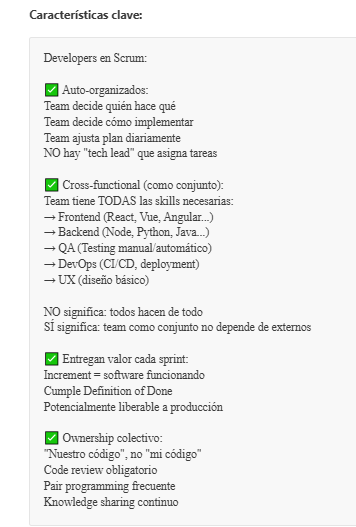 Características clave:
Developers en Scrum:
✅ Auto-organizados:
Team decide quién hace qué
Team decide cómo implementar
Team ajusta plan diariamente
NO hay "tech lead" que asigna tareas
✅ Cross-functional (como conjunto):
Team tiene TODAS las skills necesarias:
→ Frontend (React, Vue, Angular...)
→ Backend (Node, Python, Java...)
→ QA (Testing manual/automático)
→ DevOps (CI/CD, deployment)
→ UX (diseño básico)
NO significa: todos hacen de todo
SÍ significa: team como conjunto no depende de externos
✅ Entregan valor cada sprint:
Increment = software funcionando
Cumple Definition of Done
Potencialmente liberable a producción
✅ Ownership colectivo:
"Nuestro código", no "mi código"
Code review obligatorio
Pair programming frecuente
Knowledge sharing continuo